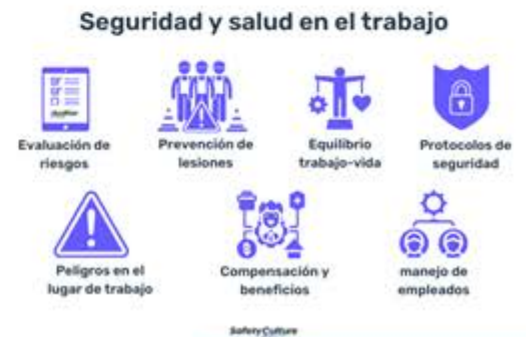 Seguridad y salud en el trabajo
Evaluación de
riesgos
Prevención de
lesiones
Equilibrio
trabajo-vida
Protocolos de
seguridad
Peligros en el
lugar de trabajo
Compensación y
beneficios
manejo de
empleados
SafetyCulture